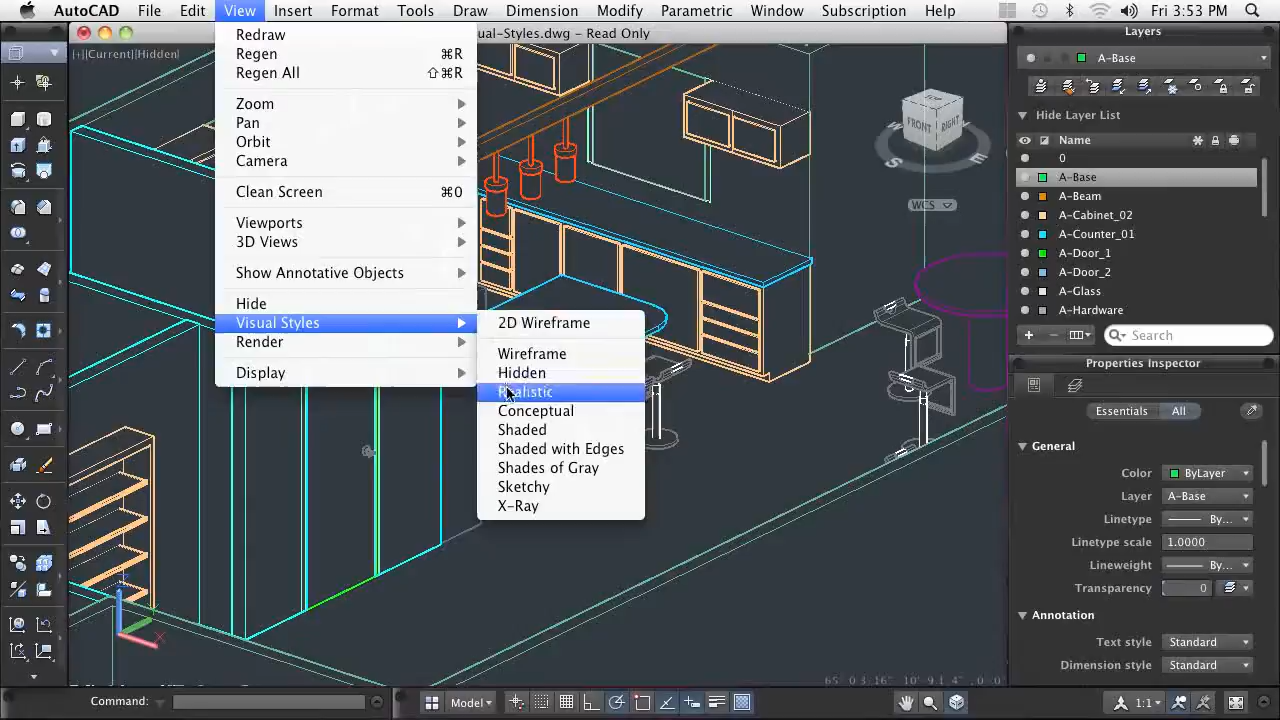 AutoCAD File Edit View Insert Format Tools Draw Dimension Modify Parametric Window Subscription Help Fri 3:53 PM
ual-Styles.dwg – Read Only
[+][Current][Hidden]
Redraw
Regen ⌘R
Regen All ⇧⌘R
Zoom
Pan
Orbit
Camera
Clean Screen ⌘0
Viewports
3D Views
Show Annotative Objects
Hide
Visual Styles
Render
Display
2D Wireframe
Wireframe
Hidden
Realistic
Conceptual
Shaded
Shaded with Edges
Shades of Gray
Sketchy
X-Ray
TOP
FRONT RIGHT
S E
WCS
Layers
A-Base
Hide Layer List
Name
0
A-Base
A-Beam
A-Cabinet_02
A-Counter_01
A-Door_1
A-Door_2
A-Glass
A-Hardware
Search
Properties Inspector
Essentials All
General
Color ByLayer
Layer A-Base
Linetype By...
Linetype scale 1.0000
Lineweight By...
Transparency 0
Annotation
Text style Standard
Dimension style Standard
Command:
Model
1:1